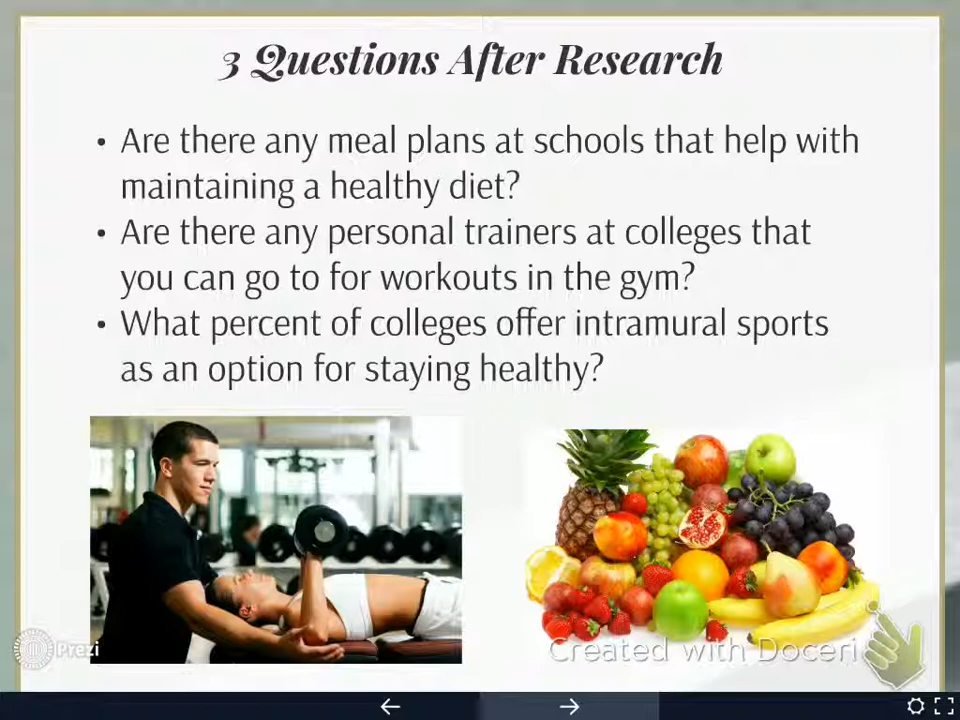 3 Questions After Research
• Are there any meal plans at schools that help with
maintaining a healthy diet?
• Are there any personal trainers at colleges that
you can go to for workouts in the gym?
• What percent of colleges offer intramural sports
as an option for staying healthy?
Prezi
Created with Doceri